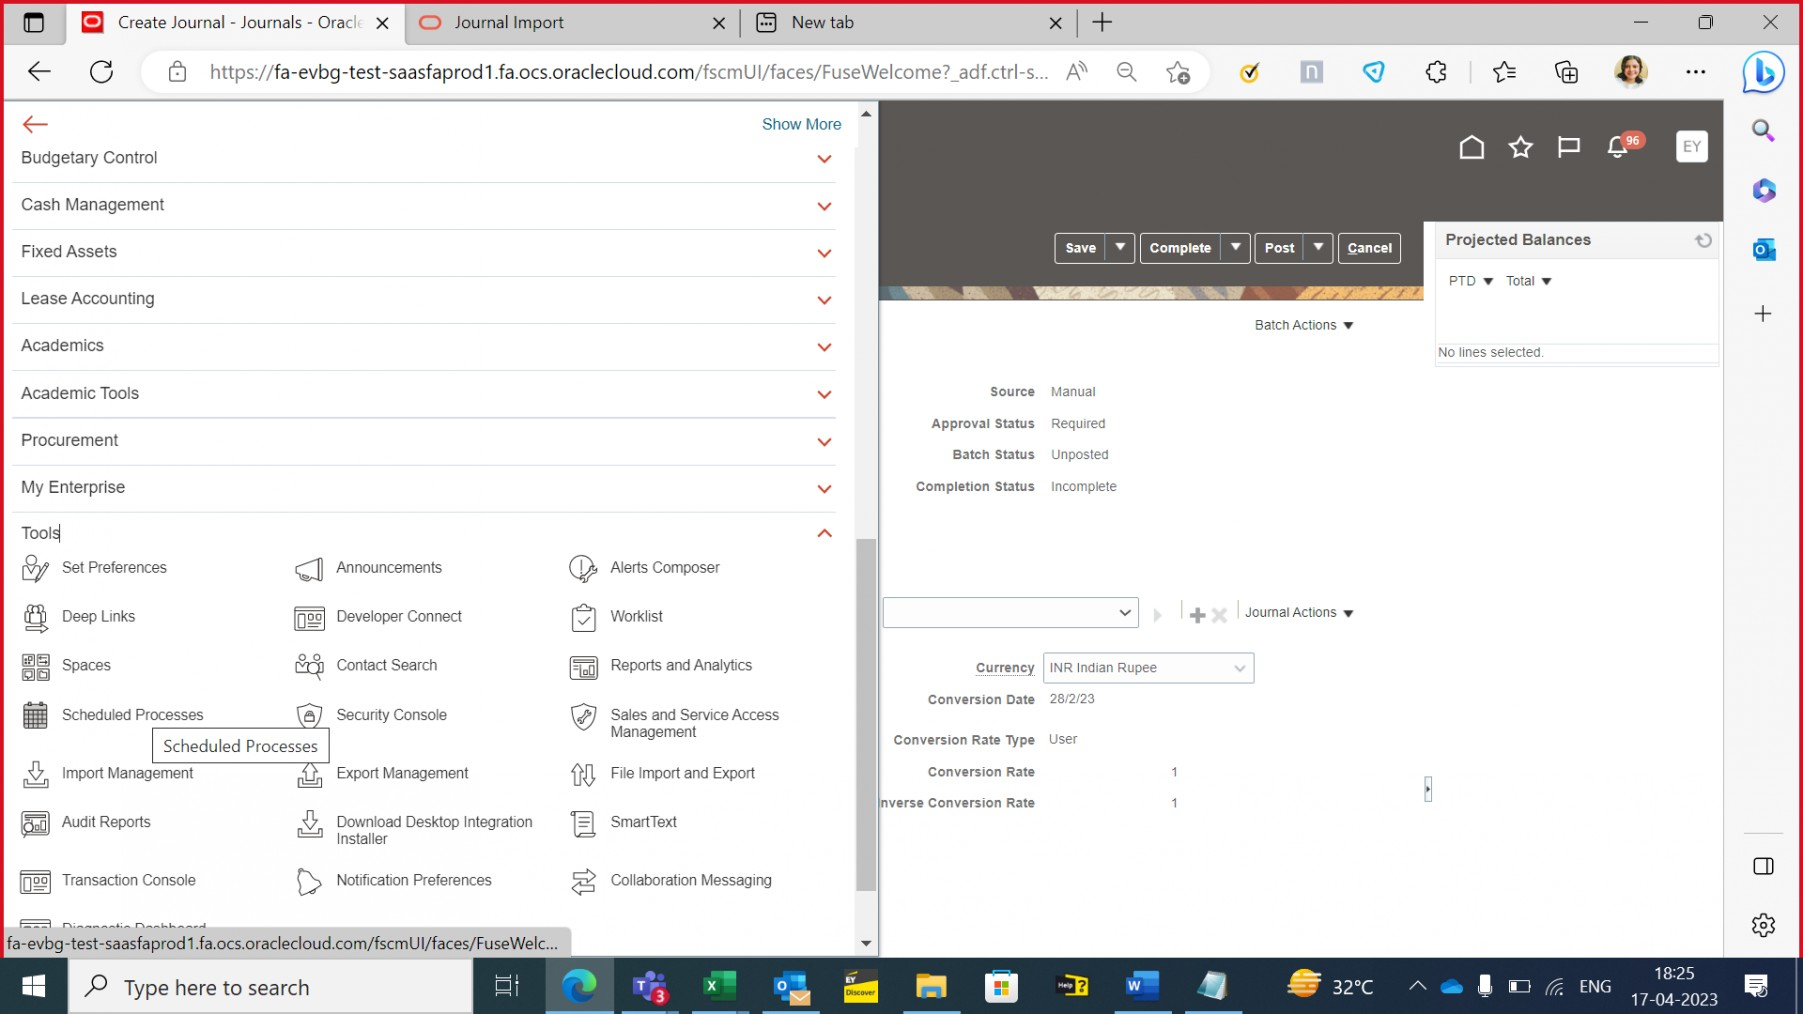 Create Journal - Journals - Oracle
Journal Import
New tab
https://fa-evbg-test-saasfaprod1.fa.ocs.oraclecloud.com/fscmUI/faces/FuseWelcome?_adf.ctrl-s...
Show More
Budgetary Control
Cash Management
Fixed Assets
Lease Accounting
Academics
Academic Tools
Procurement
My Enterprise
Tools
Set Preferences
Announcements
Alerts Composer
Deep Links
Developer Connect
Worklist
Spaces
Contact Search
Reports and Analytics
Scheduled Processes
Security Console
Sales and Service Access
Management
Scheduled Processes
Import Management
Export Management
File Import and Export
Audit Reports
Download Desktop Integration
Installer
SmartText
Transaction Console
Notification Preferences
Collaboration Messaging
Diagnostic Dashboard
fa-evbg-test-saasfaprod1.fa.ocs.oraclecloud.com/fscmUI/faces/FuseWelc...
96
EY
Save
Complete
Post
Cancel
Projected Balances
PTD
Total
No lines selected.
Batch Actions
Source Manual
Approval Status Required
Batch Status Unposted
Completion Status Incomplete
Journal Actions
Currency INR Indian Rupee
Conversion Date 28/2/23
Conversion Rate Type User
Conversion Rate 1
nverse Conversion Rate 1
Type here to search
3
EY
Discover
Help ?
32°C
ENG
18:25
17-04-2023